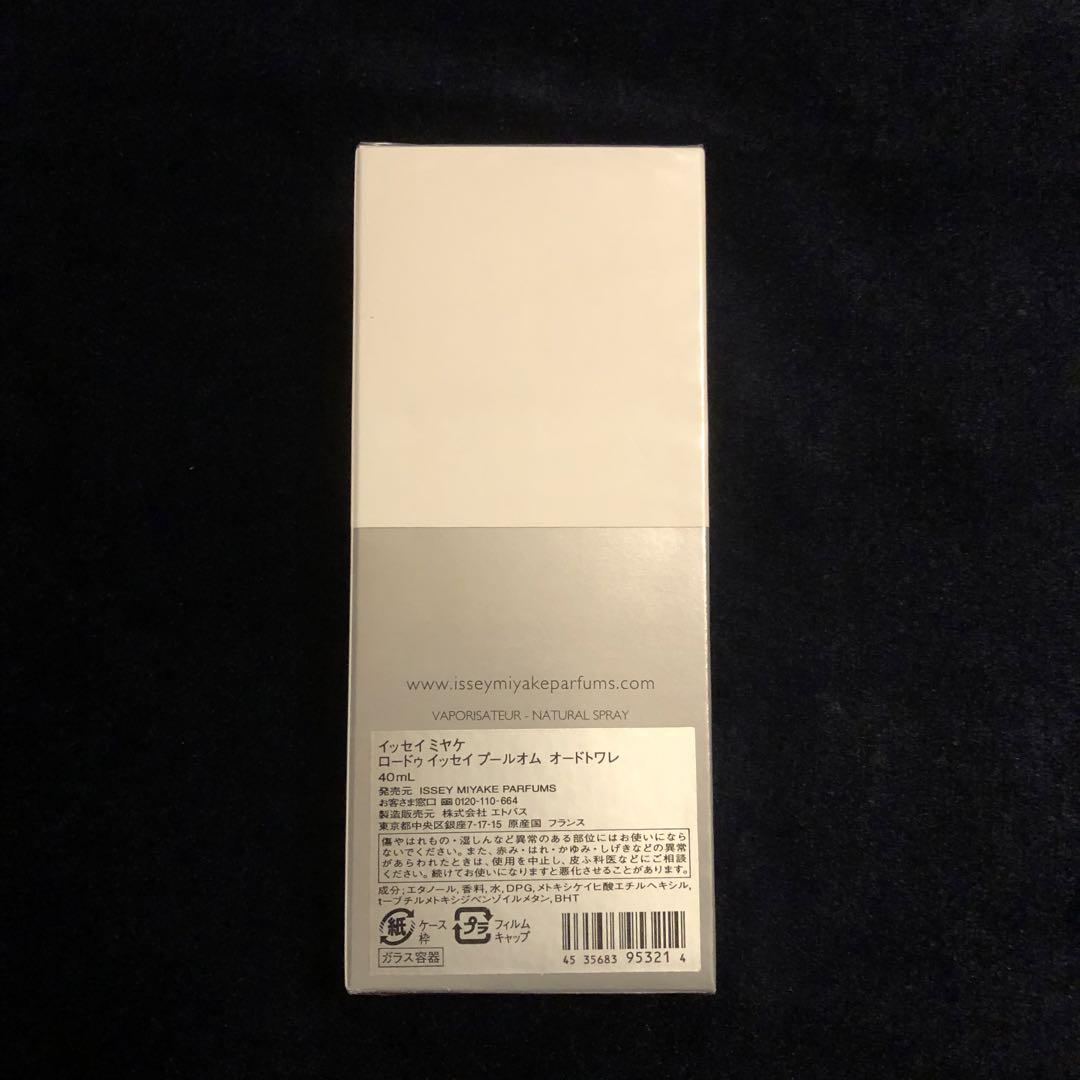 www.isseymiyakeparfums.com
VAPORISATEUR - NATURAL SPRAY
イッセイ ミヤケ
ロードゥ イッセイ プールオム オードトワレ
40mL
発売元 ISSEY MIYAKE PARFUMS
お客さま窓口 0120-110-664
製造販売元 株式会社 エトバス
東京都中央区銀座7-17-15 原産国 フランス
傷やはれもの・湿しんなど異常のある部位にはお使いになら
ないでください。また、赤み・はれ・かゆみ・しげきなどの異常
があらわれたときは、使用を中止し、皮ふ科医などにご相談
ください。続けてお使いになりますと悪化させることがあります。
成分;エタノール,香料,水,DPG,メトキシケイヒ酸エチルヘキシル,
t-ブチルメトキシジベンゾイルメタン,BHT
紙 ケース
枠
プラ フィルム
キャップ
ガラス容器
45 35683 95321 4